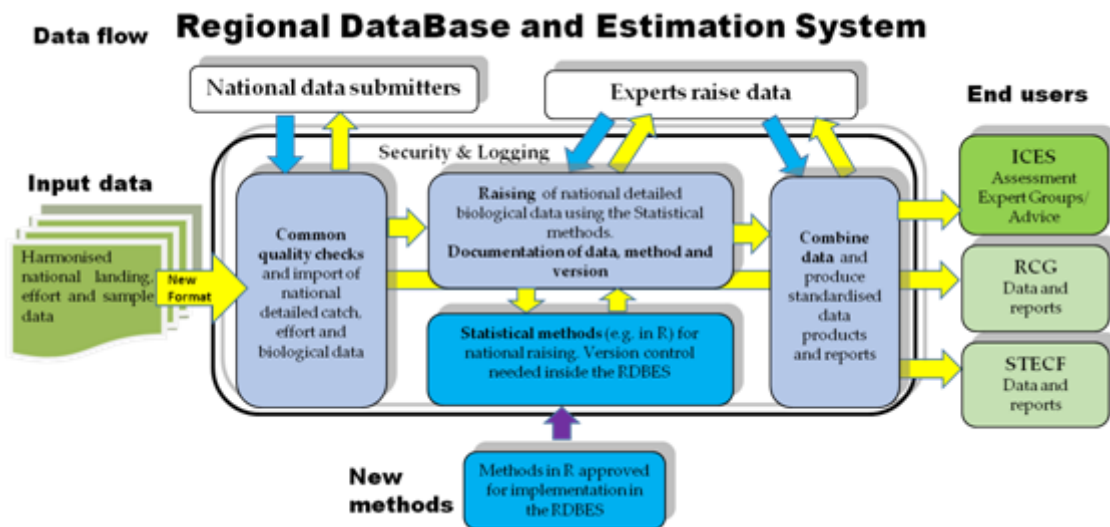 Data flow
Regional DataBase and Estimation System
National data submitters
Experts raise data
End users
Security & Logging
Input data
Harmonised
national landing,
effort and sample
data
New
Format
Common
quality checks
and import of
national
detailed catch,
effort and
biological data
Raising of national detailed
biological data using the Statistical
methods.
Documentation of data, method and
version
Statistical methods (e.g. in R) for
national raising. Version control
needed inside the RDBES
Combine
data and
produce
standardised
data
products
and reports
ICES
Assessment
Expert Groups/
Advice
RCG
Data and
reports
STECF
Data and
reports
New
methods
Methods in R approved
for implementation in
the RDBES